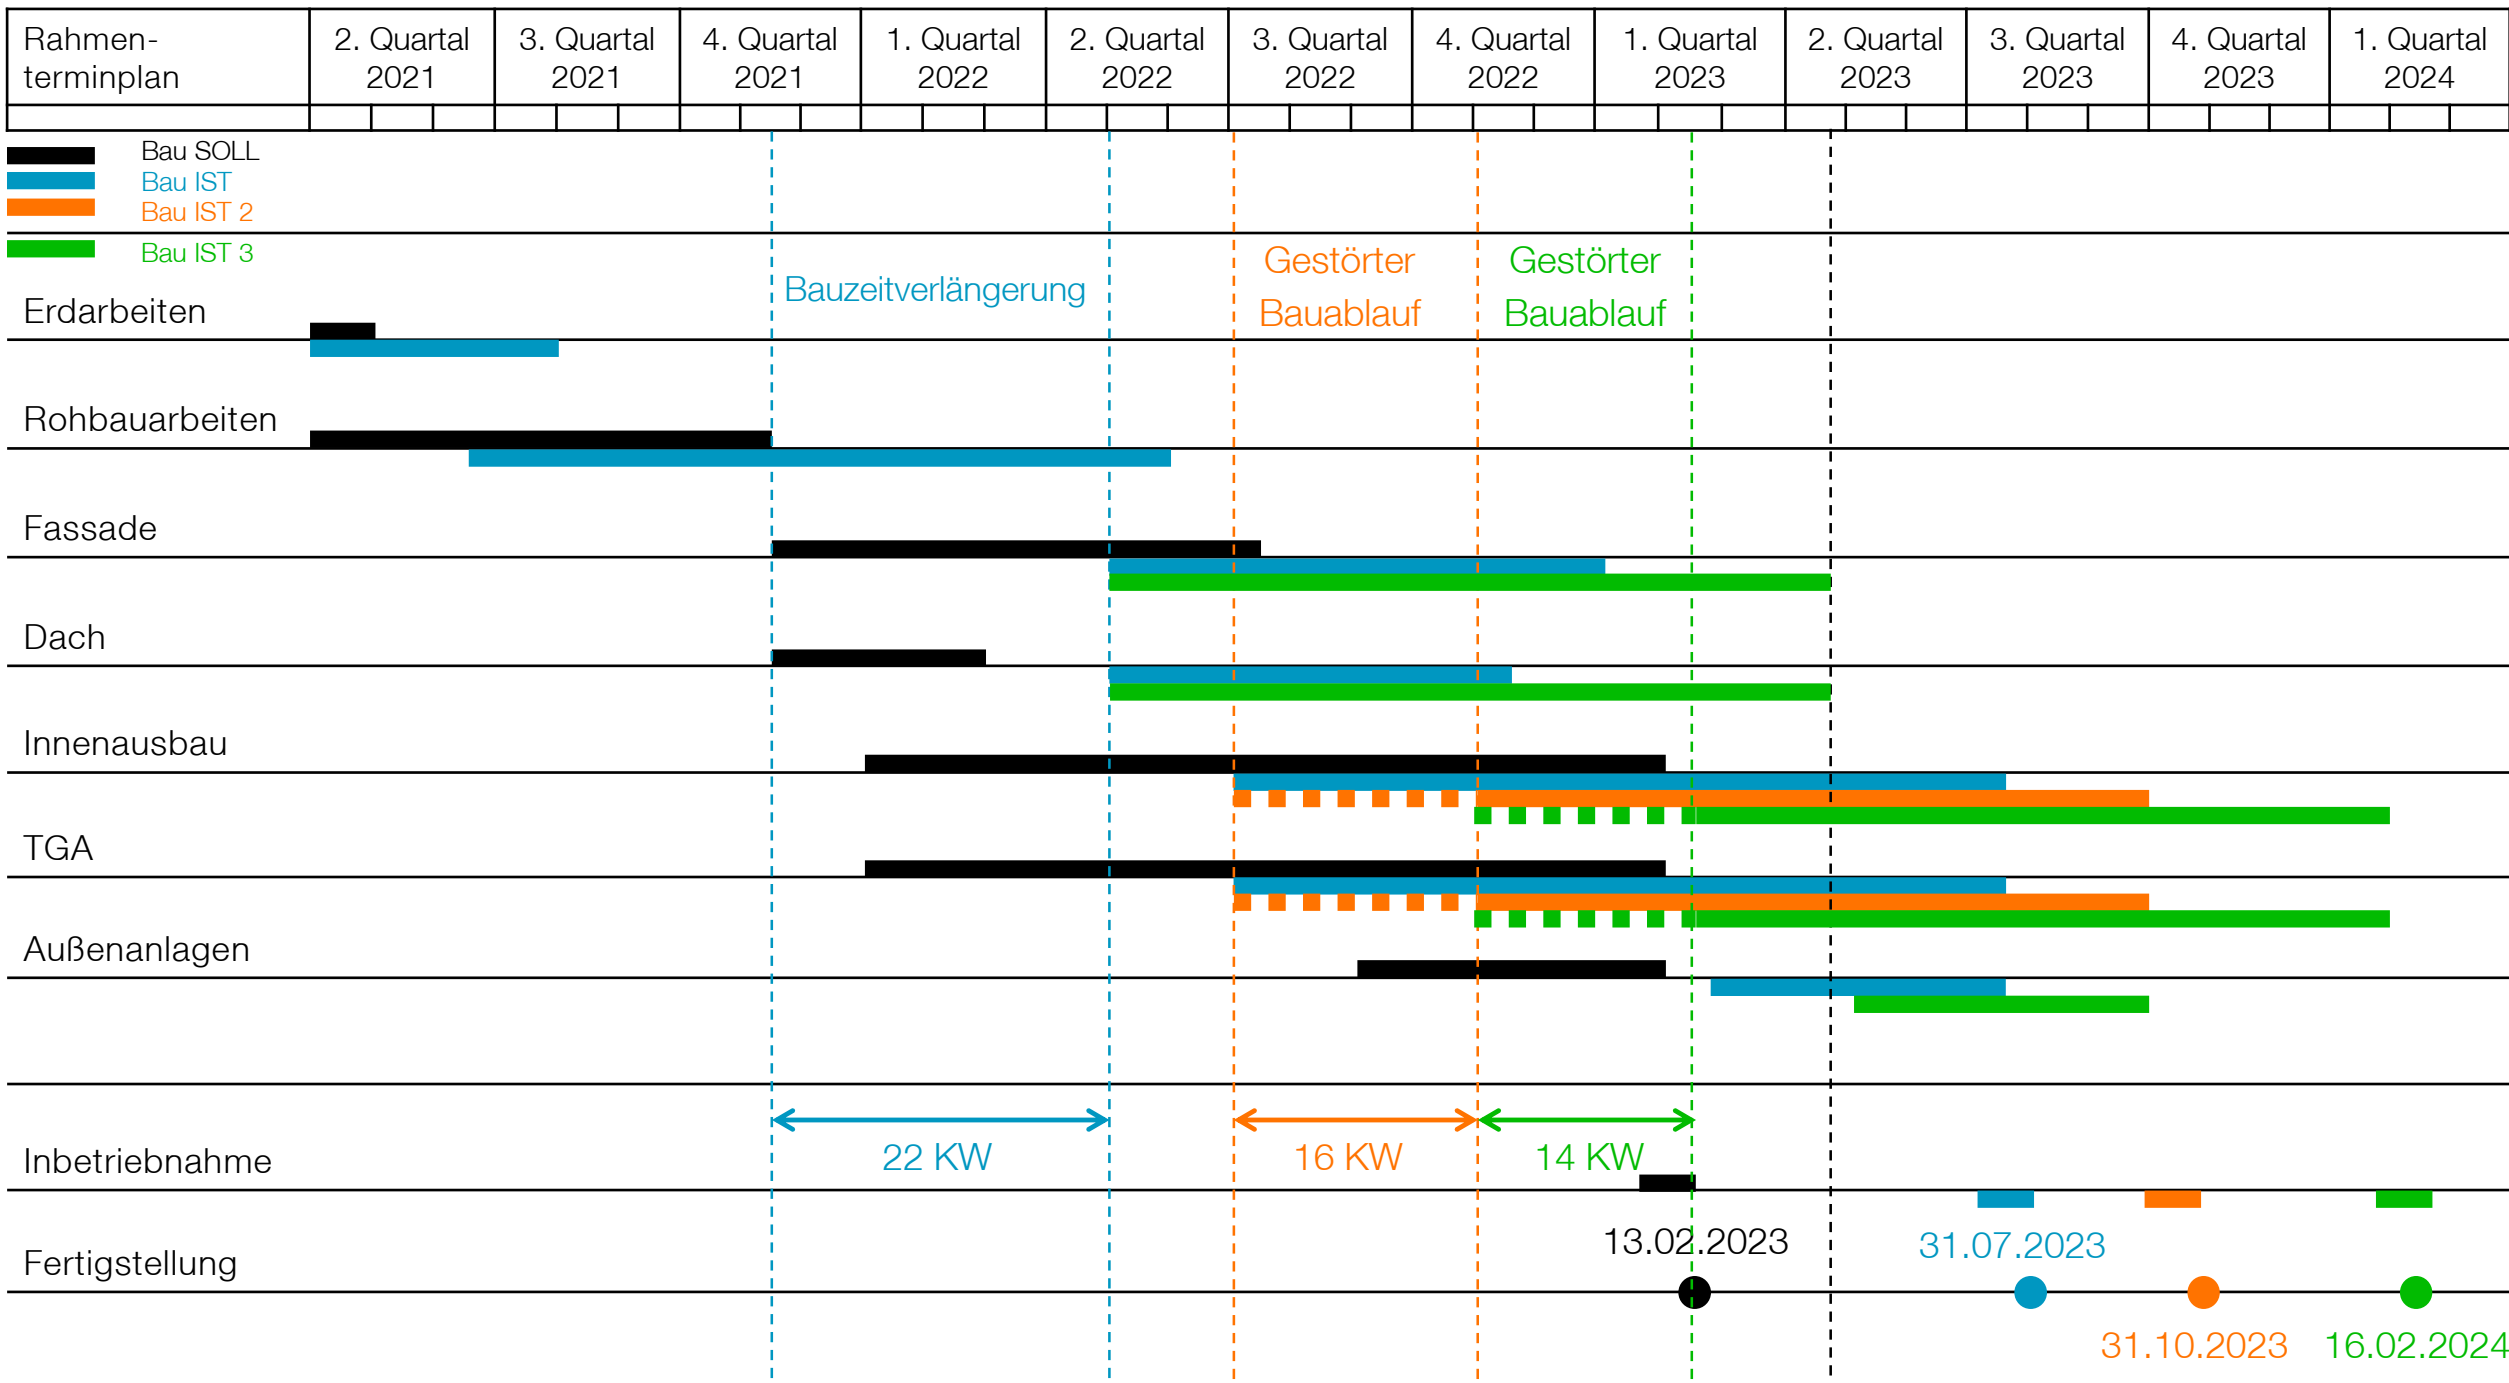 Rahmen-
terminplan
2. Quartal
2021
3. Quartal
2021
4. Quartal
2021
1. Quartal
2022
2. Quartal
2022
3. Quartal
2022
4. Quartal
2022
1. Quartal
2023
2. Quartal
2023
3. Quartal
2023
4. Quartal
2023
1. Quartal
2024
Bau SOLL
Bau IST
Bau IST 2
Bau IST 3
Bauzeitverlängerung
Gestörter
Bauablauf
Gestörter
Bauablauf
Erdarbeiten
Rohbauarbeiten
Fassade
Dach
Innenausbau
TGA
Außenanlagen
22 KW
16 KW
14 KW
Inbetriebnahme
13.02.2023
31.07.2023
Fertigstellung
31.10.2023
16.02.2024